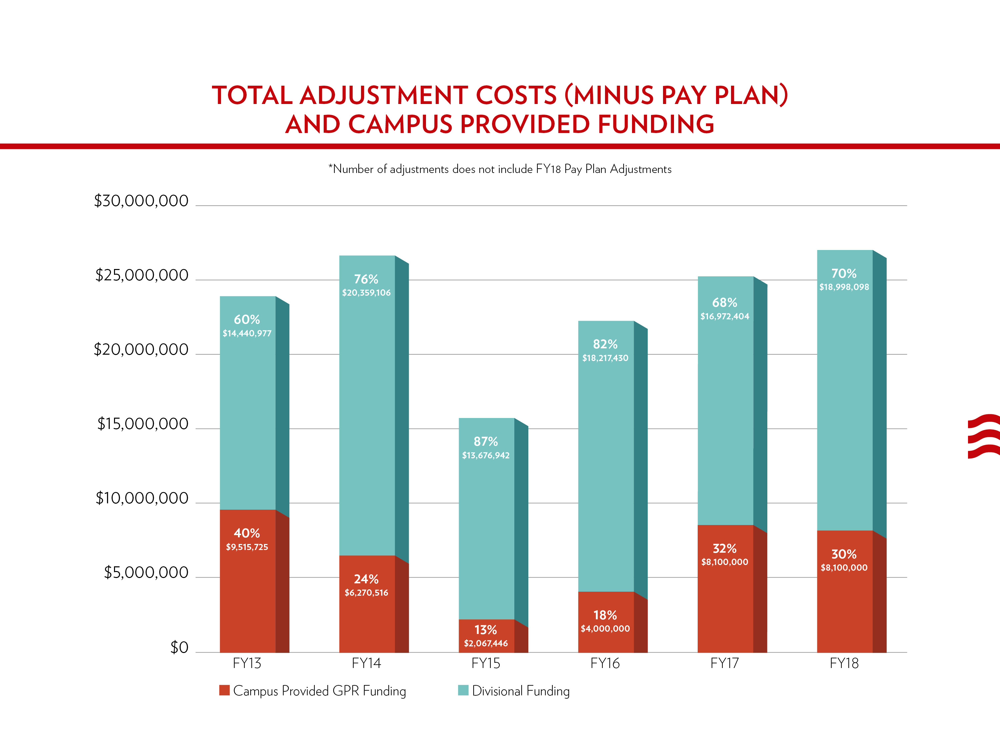 TOTAL ADJUSTMENT COSTS (MINUS PAY PLAN)
AND CAMPUS PROVIDED FUNDING
*Number of adjustments does not include FY18 Pay Plan Adjustments
$30,000,000
$25,000,000
$20,000,000
$15,000,000
$10,000,000
$5,000,000
$0
60%
$14,440,977
40%
$9,515,725
76%
$20,359,106
24%
$6,270,516
87%
$13,676,942
13%
$2,067,446
82%
$18,217,430
18%
$4,000,000
68%
$16,972,404
32%
$8,100,000
70%
$18,998,098
30%
$8,100,000
FY13
FY14
FY15
FY16
FY17
FY18
Campus Provided GPR Funding
Divisional Funding